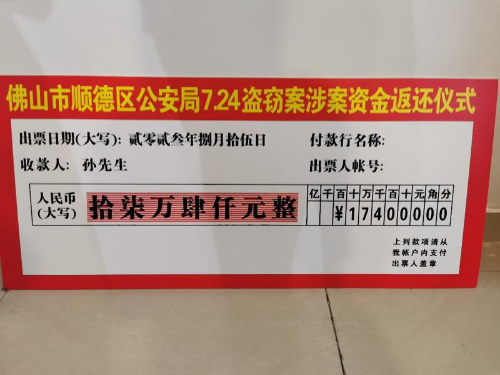 佛山市顺德区公安局7.24盗窃案涉案资金返还仪式
出票日期(大写): 贰零贰叁年捌月拾伍日 付款行名称:
收款人: 孙先生 出票人帐号:
人民币
(大写)
拾柒万肆仟元整
亿千百十万千百十元角分
¥17400000
上列款项请从
我帐户内支付
出票人盖章